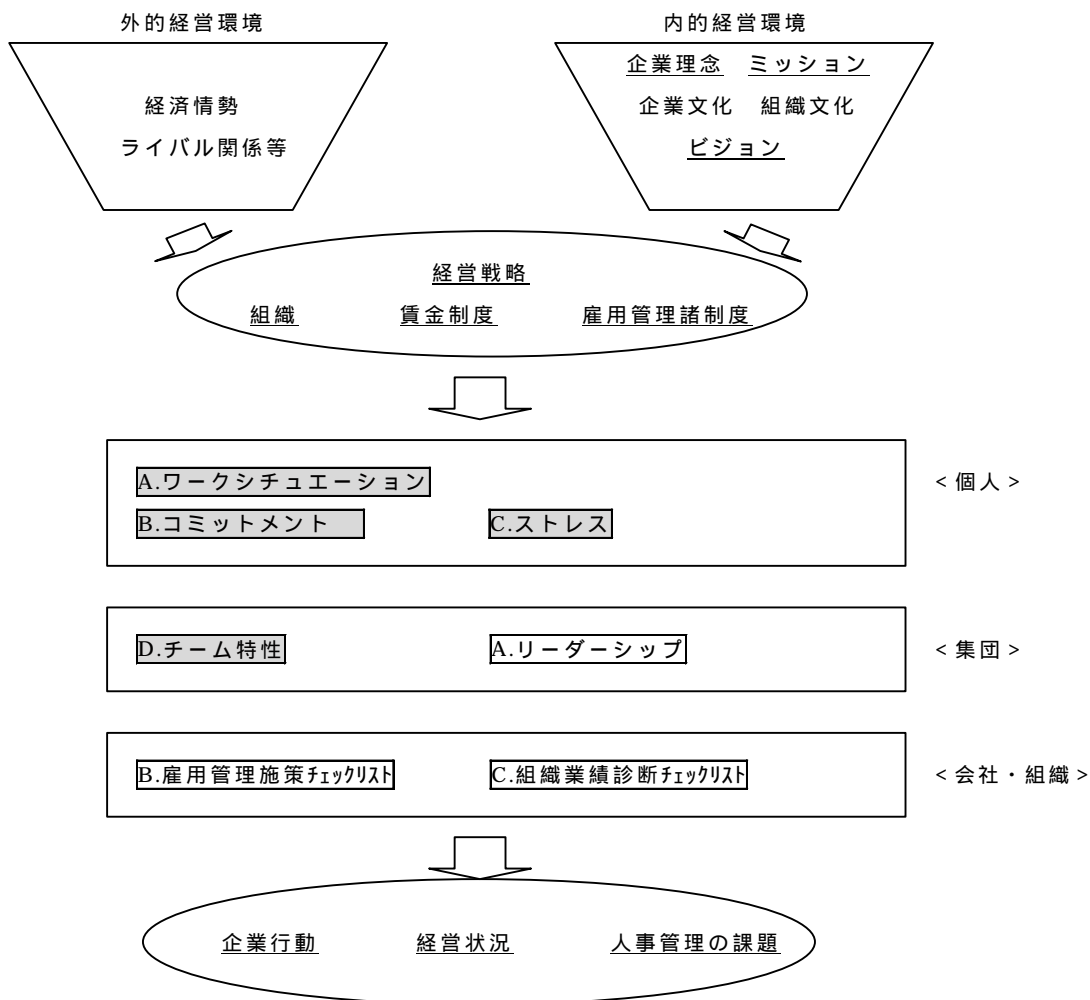 外的経営環境
内的経営環境
経済情勢
ライバル関係等
企業理念 ミッション
企業文化 組織文化
ビジョン
経営戦略
組織 賃金制度 雇用管理諸制度
A.ワークシチュエーション
B.コミットメント C.ストレス
<個人>
D.チーム特性 A.リーダーシップ
<集団>
B.雇用管理施策ﾁｪｯｸﾘｽﾄ C.組織業績診断ﾁｪｯｸﾘｽﾄ
<会社・組織>
企業行動 経営状況 人事管理の課題